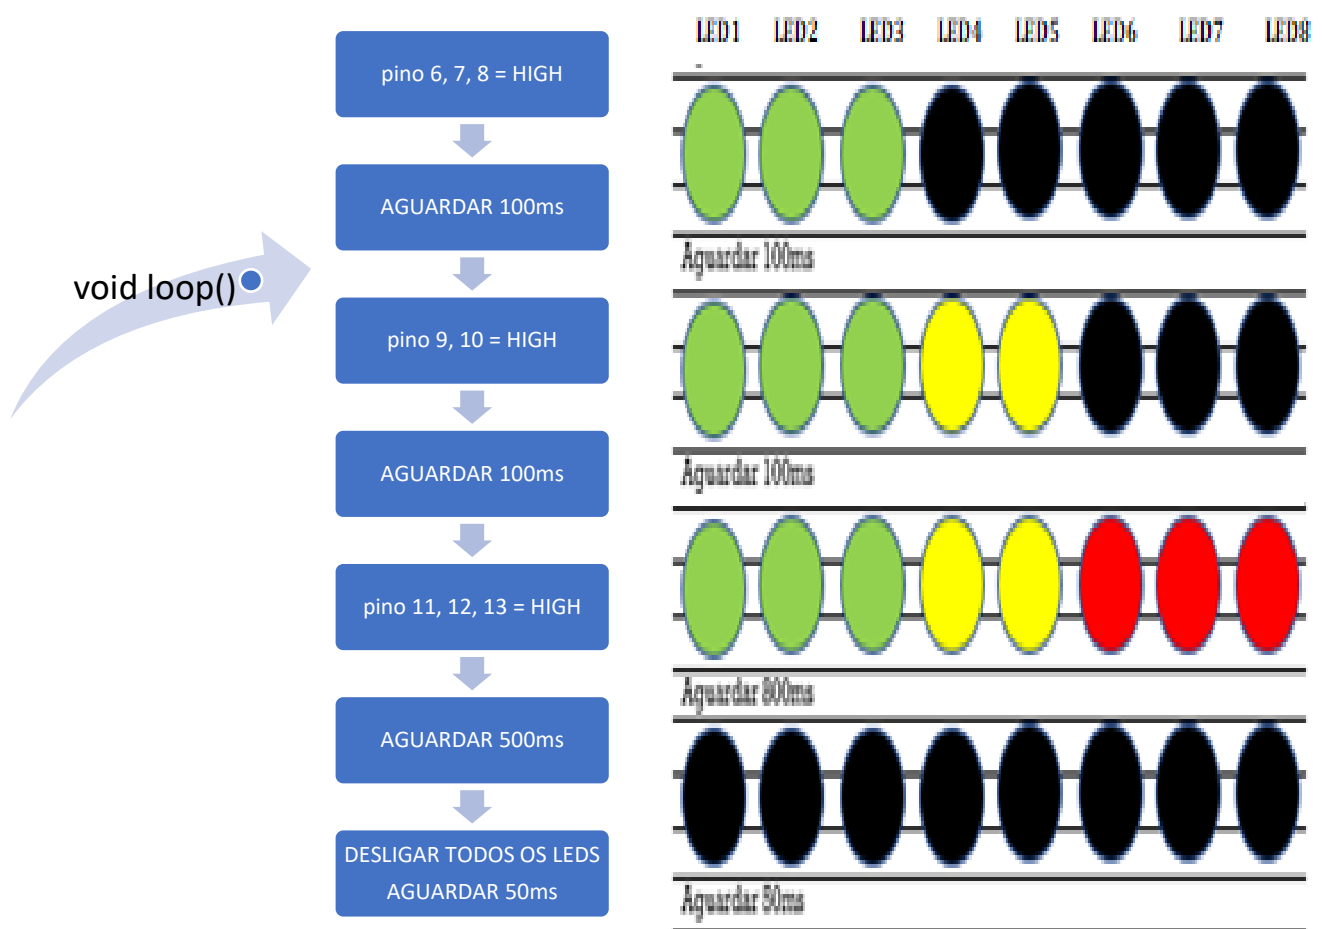 void loop()
pino 6, 7, 8 = HIGH
AGUARDAR 100ms
pino 9, 10 = HIGH
AGUARDAR 100ms
pino 11, 12, 13 = HIGH
AGUARDAR 500ms
DESLIGAR TODOS OS LEDS
AGUARDAR 50ms
LED1 LED2 LED3 LED4 LED5 LED6 LED7 LED8
Aguardar 100ms
Aguardar 100ms
Aguardar 800ms
Aguardar 50ms